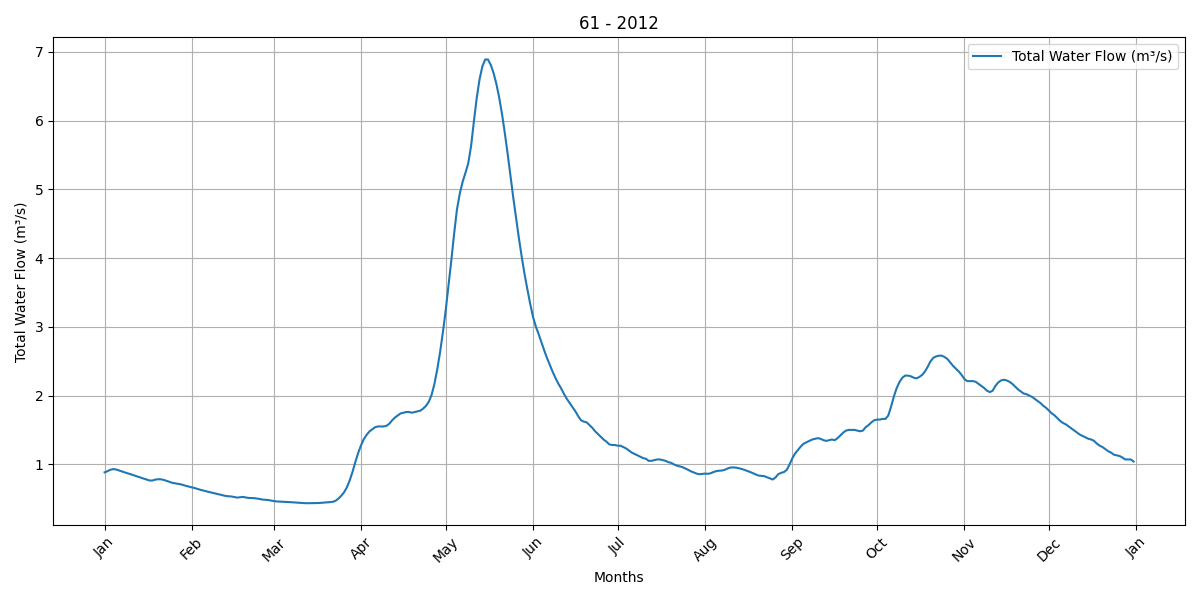 61 - 2012
Total Water Flow (m³/s)
Total Water Flow (m³/s)
7
6
5
4
3
2
1
Jan
Feb
Mar
Apr
May
Jun
Jul
Aug
Sep
Oct
Nov
Dec
Jan
Months